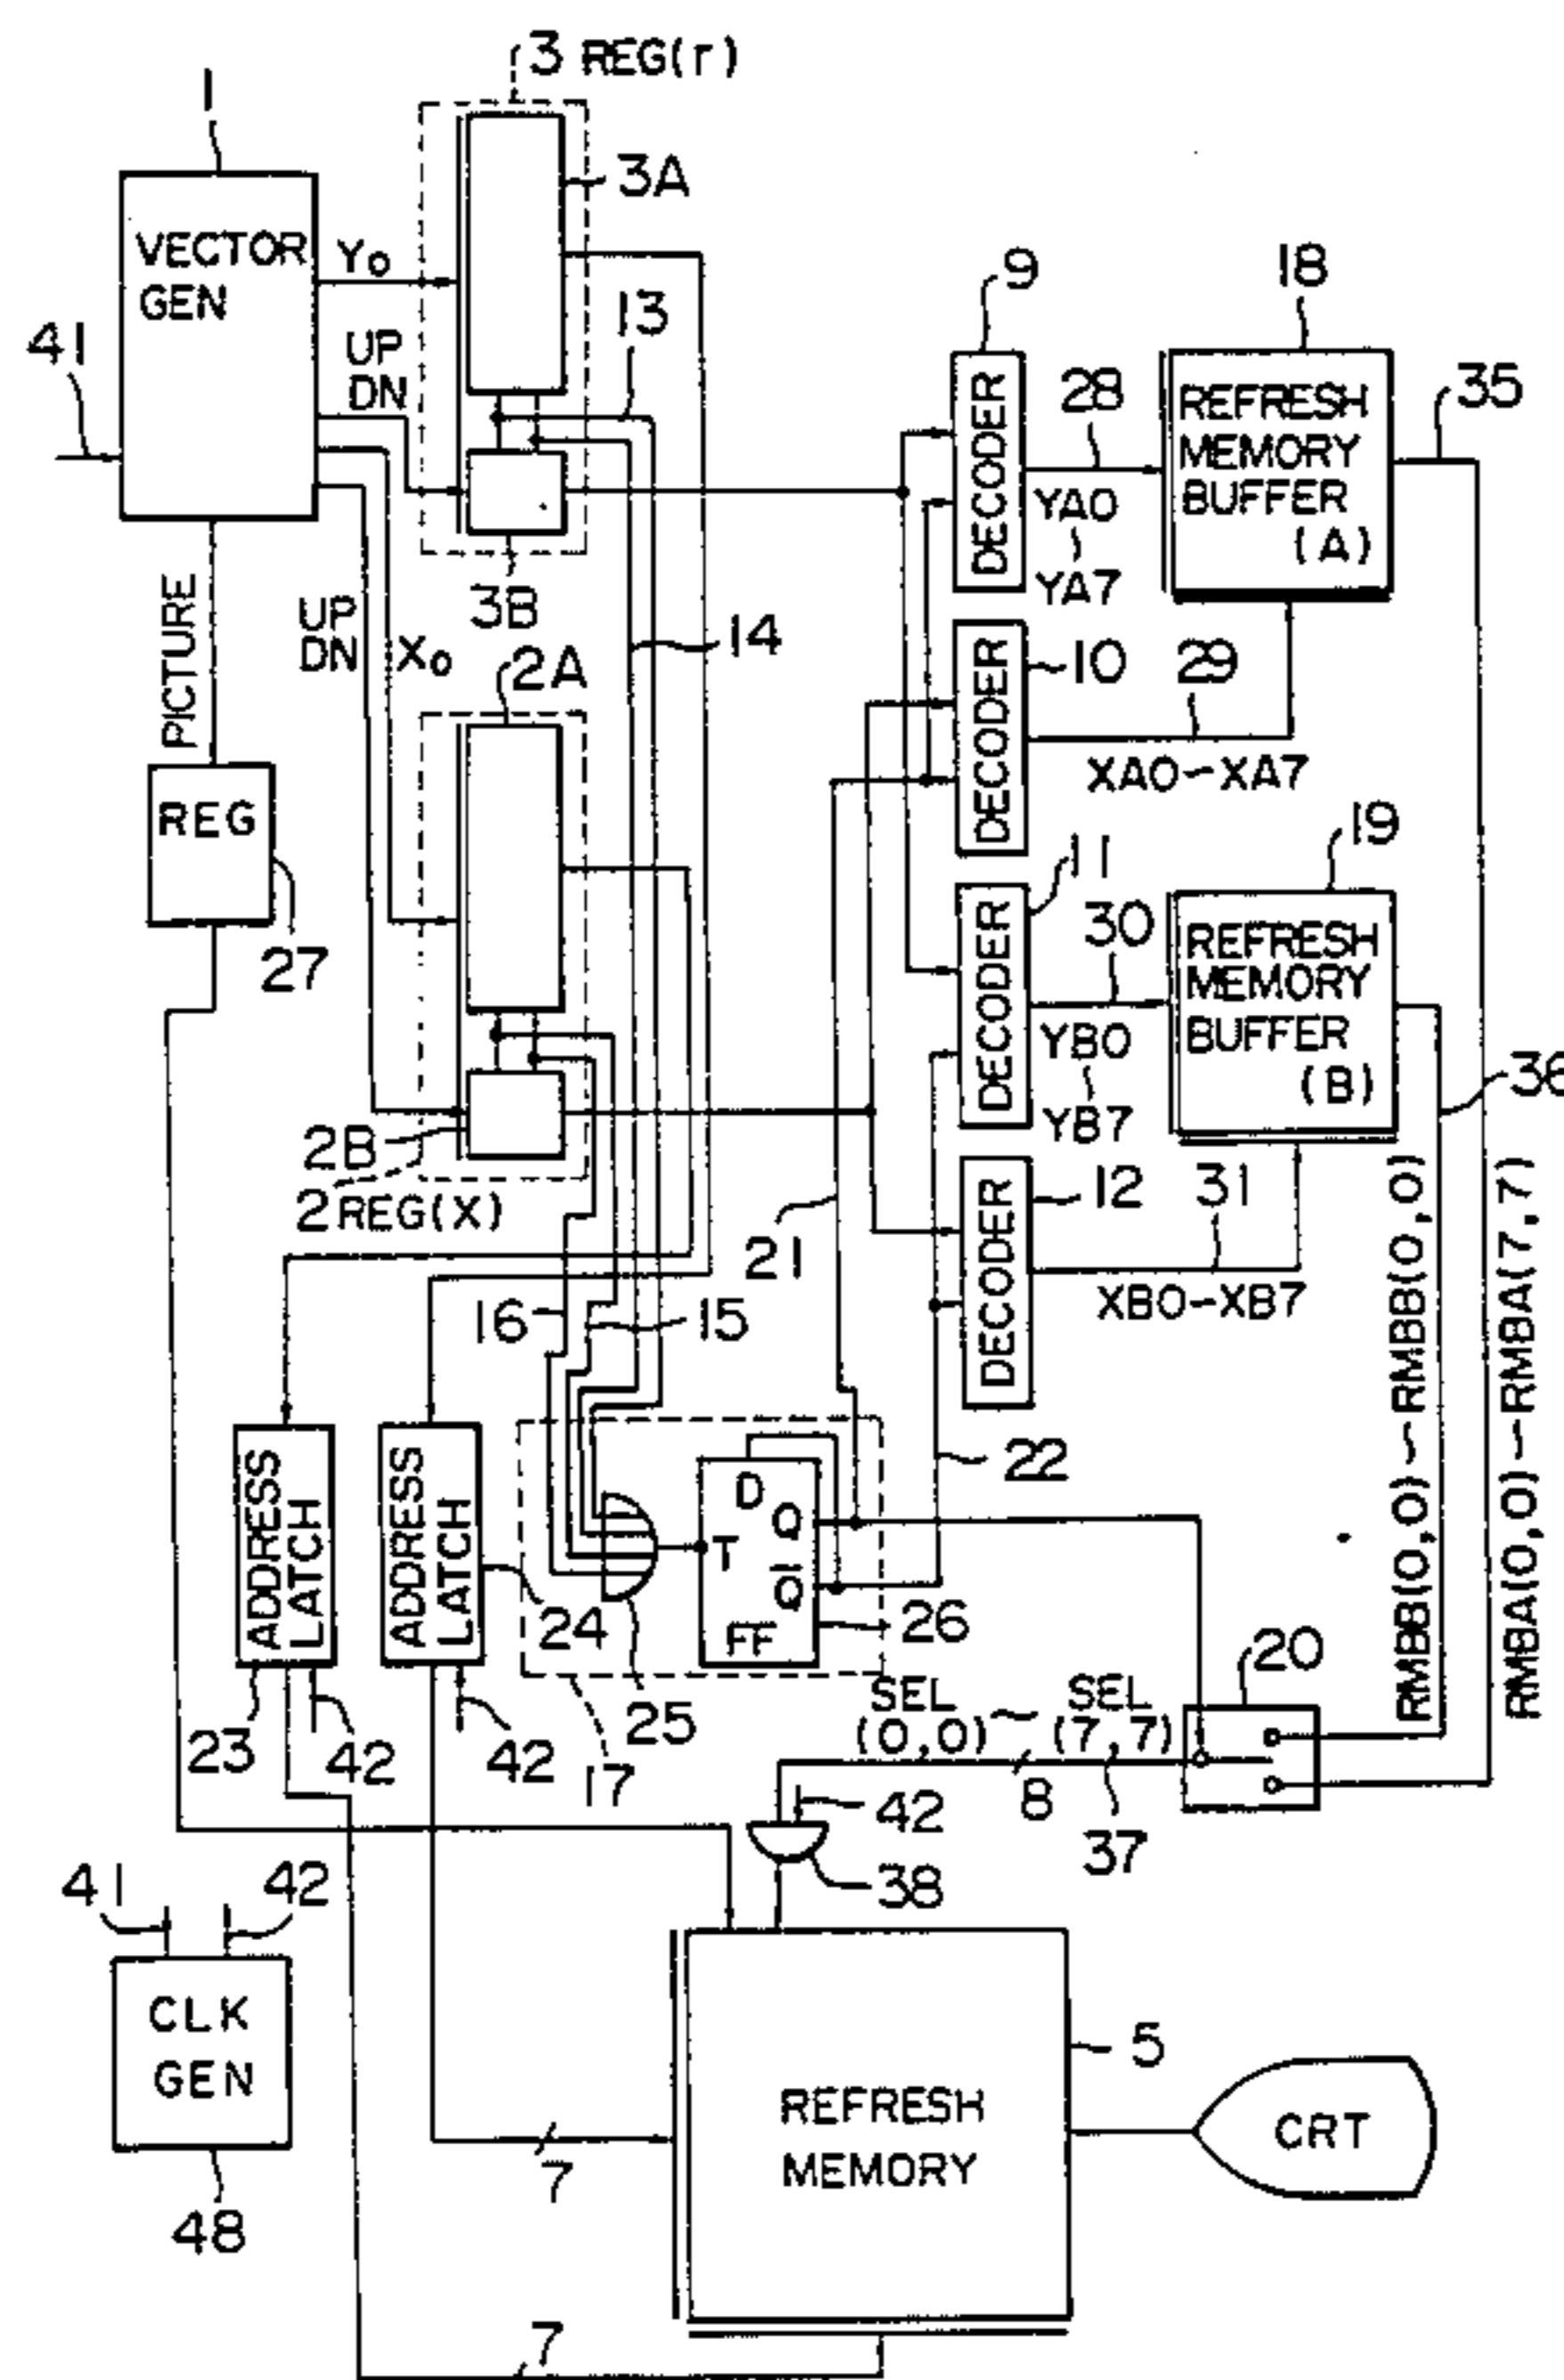 3 REG(r)
1
3A
VECTOR
GEN
Y0
9
18
13
41
UP
DN
DECODER
28
REFRESH
MEMORY
BUFFER
(A)
35
YA0
~
YA7
PICTURE
3B
UP
DN
X0
14
2A
DECODER
10
29
XA0~XA7
REG
19
11
27
DECODER
30
REFRESH
MEMORY
BUFFER
(B)
YB0
~
YB7
36
2B
2 REG(X)
DECODER
12
31
21
XB0~XB7
16
15
RMBB(0,0)~RMBB(0,0)
RMBA(0,0)~RMBA(7,7)
22
ADDRESS
LATCH
ADDRESS
LATCH
D
Q
T
Q̅
FF
24
26
20
23
42
42
25
17
SEL
(0,0)
~
SEL
(7,7)
42
8
37
38
41
42
CLK
GEN
5
REFRESH
MEMORY
CRT
7
48
7